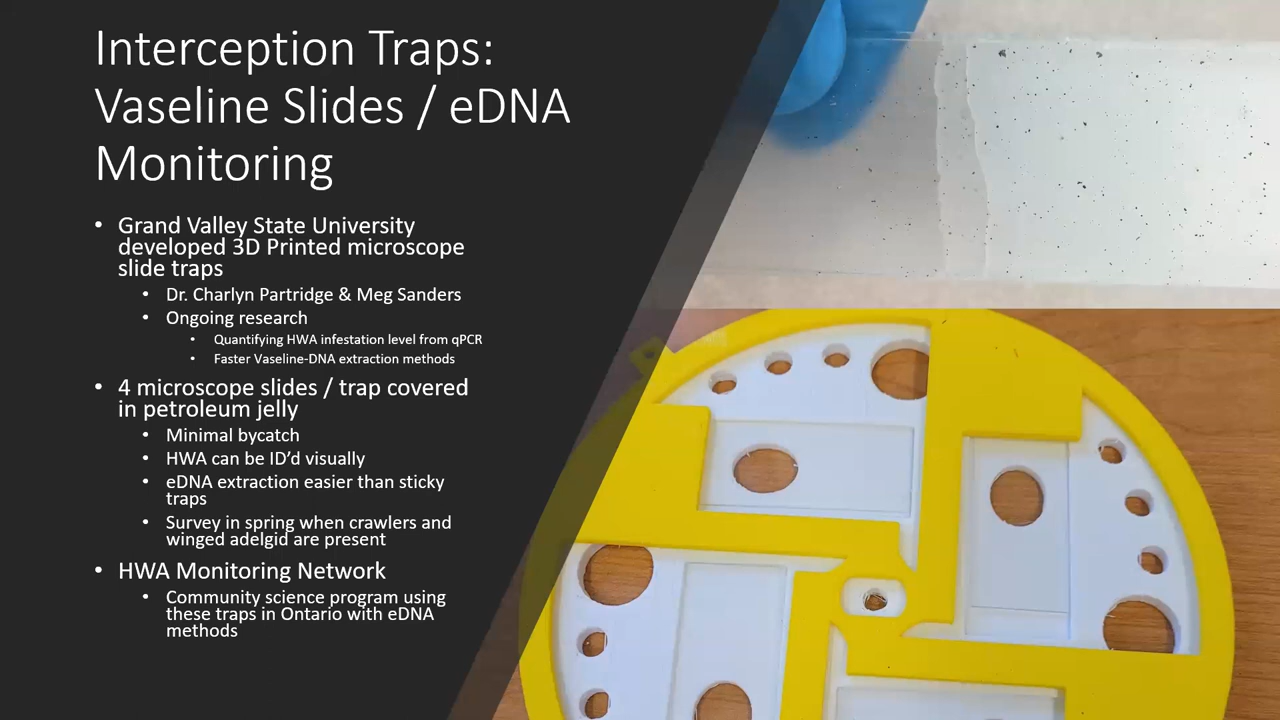 Interception Traps:
Vaseline Slides / eDNA
Monitoring
• Grand Valley State University
developed 3D Printed microscope
slide traps
• Dr. Charlyn Partridge & Meg Sanders
• Ongoing research
• Quantifying HWA infestation level from qPCR
• Faster Vaseline-DNA extraction methods
• 4 microscope slides / trap covered
in petroleum jelly
• Minimal bycatch
• HWA can be ID’d visually
• eDNA extraction easier than sticky
traps
• Survey in spring when crawlers and
winged adelgid are present
• HWA Monitoring Network
• Community science program using
these traps in Ontario with eDNA
methods